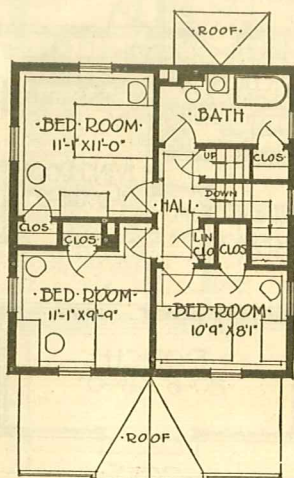 ·ROOF·
·BED·ROOM·
11'-1"X11'-0"
BATH
UP
CLOS
DOWN
·HALL·
CLOS
CLOS
LIN
CLO
CLOS
·BED·ROOM·
11'-1"X9'-9"
·BED·ROOM·
10'9"X8'1"
·ROOF